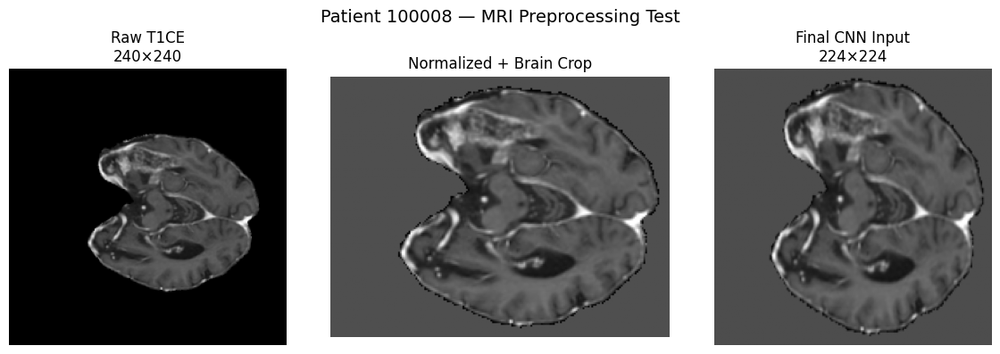 Patient 100008 — MRI Preprocessing Test
Raw T1CE
240×240
Normalized + Brain Crop
Final CNN Input
224×224